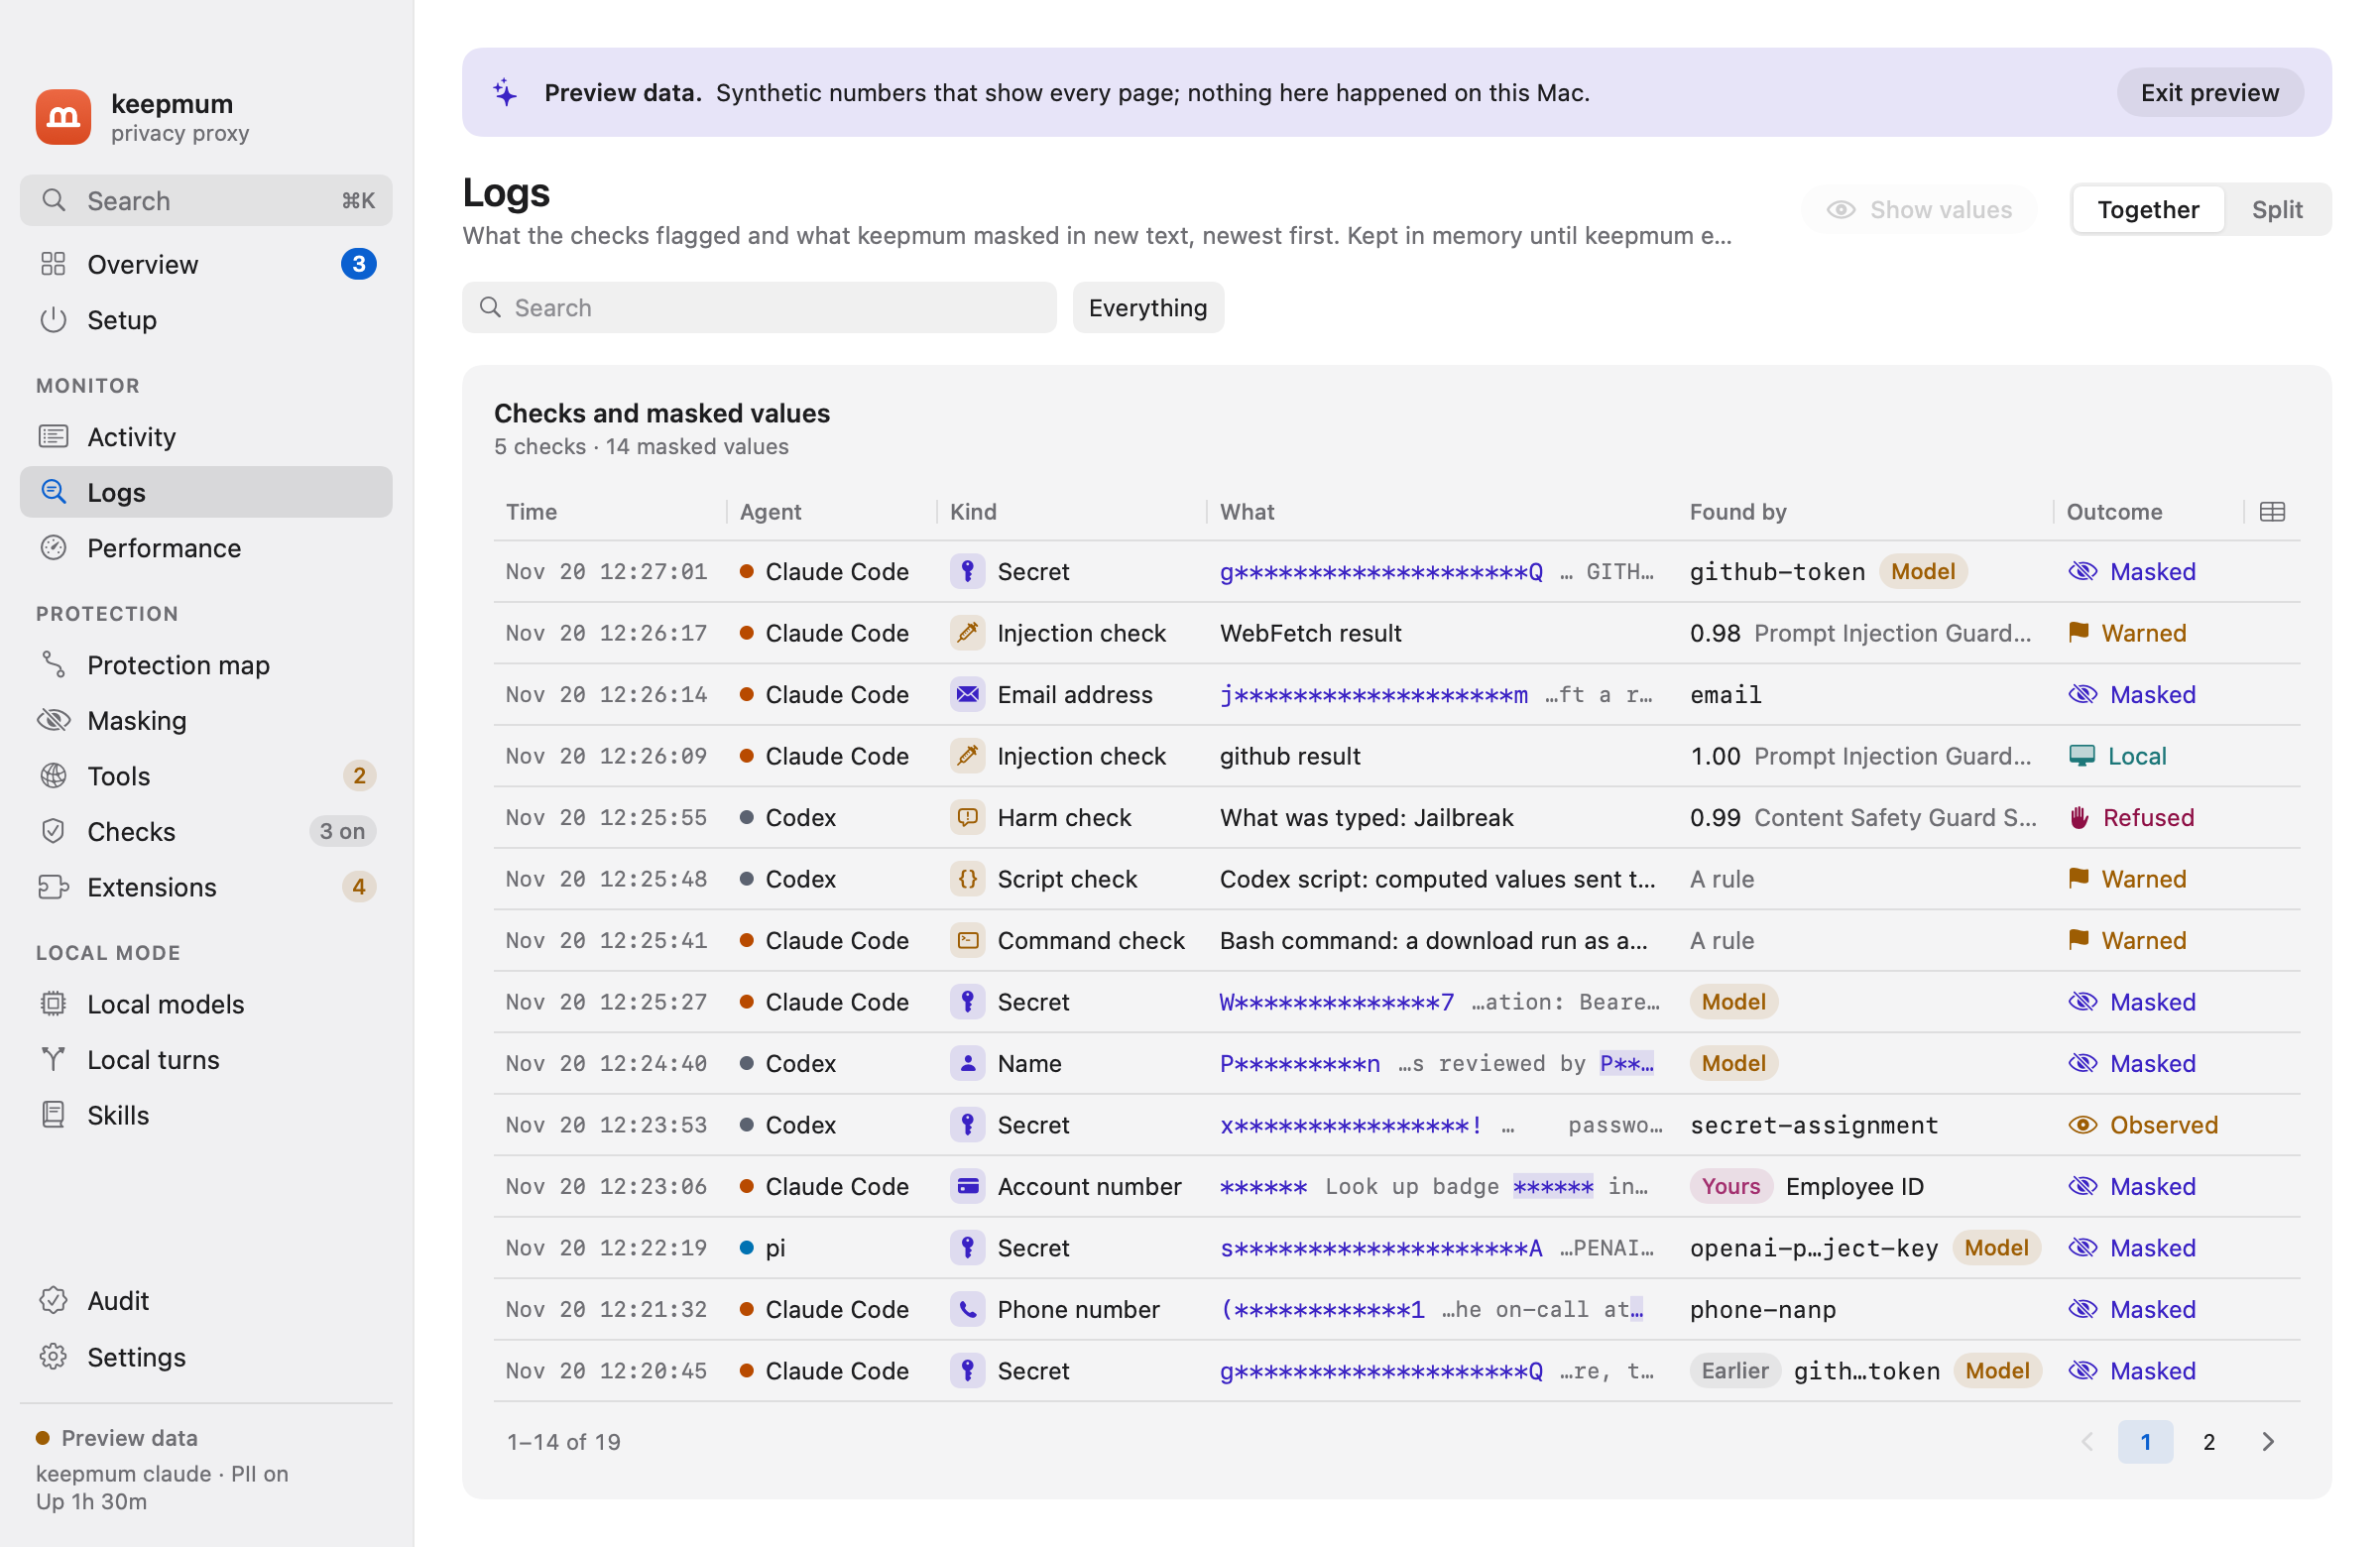 keepmum
privacy proxy
Search ⌘K
Overview 3
Setup
MONITOR
Activity
Logs
Performance
PROTECTION
Protection map
Masking
Tools 2
Checks 3 on
Extensions 4
LOCAL MODE
Local models
Local turns
Skills
Audit
Settings
Preview data
keepmum claude · PII on
Up 1h 30m
Preview data. Synthetic numbers that show every page; nothing here happened on this Mac. Exit preview
Logs
What the checks flagged and what keepmum masked in new text, newest first. Kept in memory until keepmum e...
Show values Together Split
Search Everything
Checks and masked values
5 checks · 14 masked values
Time Agent Kind What Found by Outcome
Nov 20 12:27:01 Claude Code Secret g********************Q … GITH… github-token Model Masked
Nov 20 12:26:17 Claude Code Injection check WebFetch result 0.98 Prompt Injection Guard... Warned
Nov 20 12:26:14 Claude Code Email address j*******************m …ft a r… email Masked
Nov 20 12:26:09 Claude Code Injection check github result 1.00 Prompt Injection Guard... Local
Nov 20 12:25:55 Codex Harm check What was typed: Jailbreak 0.99 Content Safety Guard S... Refused
Nov 20 12:25:48 Codex Script check Codex script: computed values sent t... A rule Warned
Nov 20 12:25:41 Claude Code Command check Bash command: a download run as a... A rule Warned
Nov 20 12:25:27 Claude Code Secret W**************7 …ation: Beare… Model Masked
Nov 20 12:24:40 Codex Name P*********n …s reviewed by P**… Model Masked
Nov 20 12:23:53 Codex Secret x****************! … passwo… secret-assignment Observed
Nov 20 12:23:06 Claude Code Account number ****** Look up badge ****** in… Yours Employee ID Masked
Nov 20 12:22:19 pi Secret s********************A …PENAI… openai-p…ject-key Model Masked
Nov 20 12:21:32 Claude Code Phone number (************1 …he on-call at… phone-nanp Masked
Nov 20 12:20:45 Claude Code Secret g********************Q …re, t… Earlier gith…token Model Masked
1–14 of 19 1 2